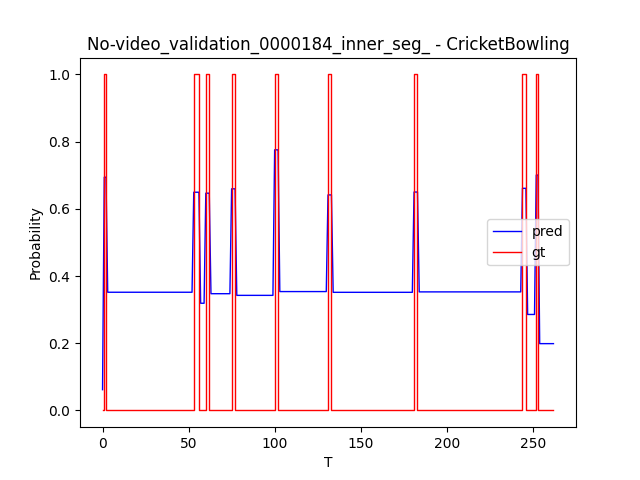 No-video_validation_0000184_inner_seg_ - CricketBowling
1.0
0.8
0.6
0.4
0.2
0.0
Probability
pred
gt
0 50 100 150 200 250
T